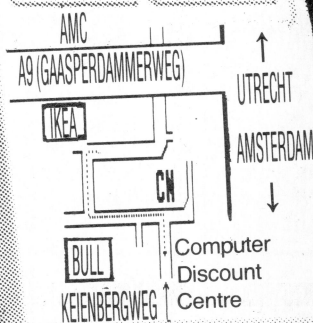 AMC
A9 (GAASPERDAMMERWEG)
UTRECHT
IKEA
AMSTERDAM
CN
BULL
Computer
Discount
Centre
KEIENBERGWEG